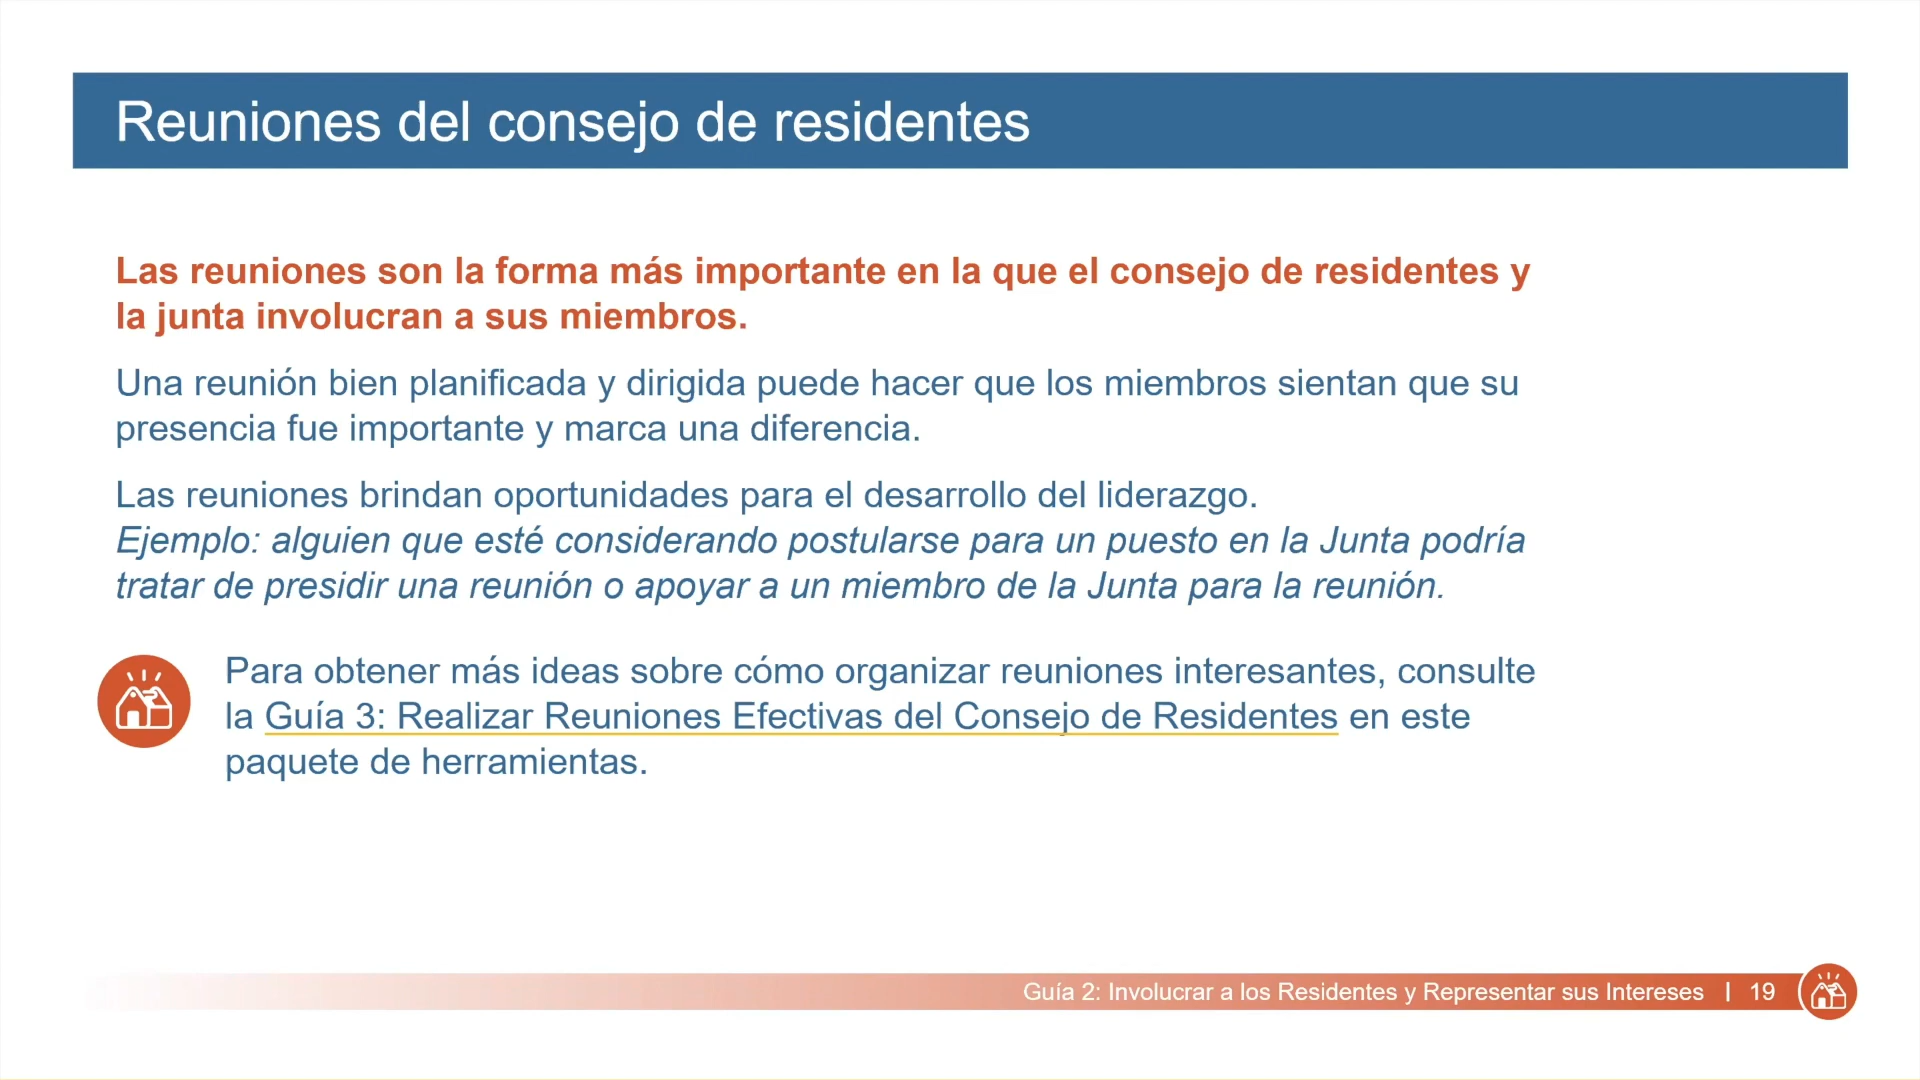 Reuniones del consejo de residentes
Las reuniones son la forma más importante en la que el consejo de residentes y
la junta involucran a sus miembros.
Una reunión bien planificada y dirigida puede hacer que los miembros sientan que su
presencia fue importante y marca una diferencia.
Las reuniones brindan oportunidades para el desarrollo del liderazgo.
Ejemplo: alguien que esté considerando postularse para un puesto en la Junta podría
tratar de presidir una reunión o apoyar a un miembro de la Junta para la reunión.
Para obtener más ideas sobre cómo organizar reuniones interesantes, consulte
la Guía 3: Realizar Reuniones Efectivas del Consejo de Residentes en este
paquete de herramientas.
Guía 2: Involucrar a los Residentes y Representar sus Intereses | 19